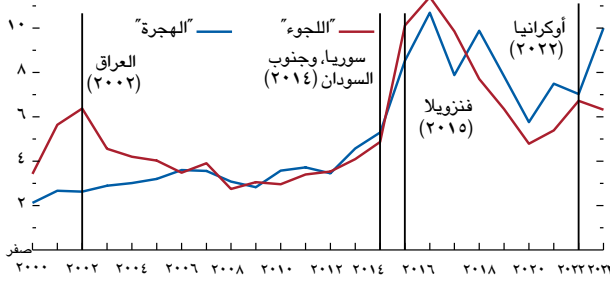 "الهجرة"
"اللجوء"
العراق
(٢٠٠٢)
سوريا، وجنوب
السودان (٢٠١٤)
فنزويلا
(٢٠١٥)
أوكرانيا
(٢٠٢٢)
١٠
٨
٦
٤
٢
صفر
٢٠٠٠ ٢٠٠٢ ٢٠٠٤ ٢٠٠٦ ٢٠٠٨ ٢٠١٠ ٢٠١٢ ٢٠١٤ ٢٠١٦ ٢٠١٨ ٢٠٢٠ ٢٠٢٢